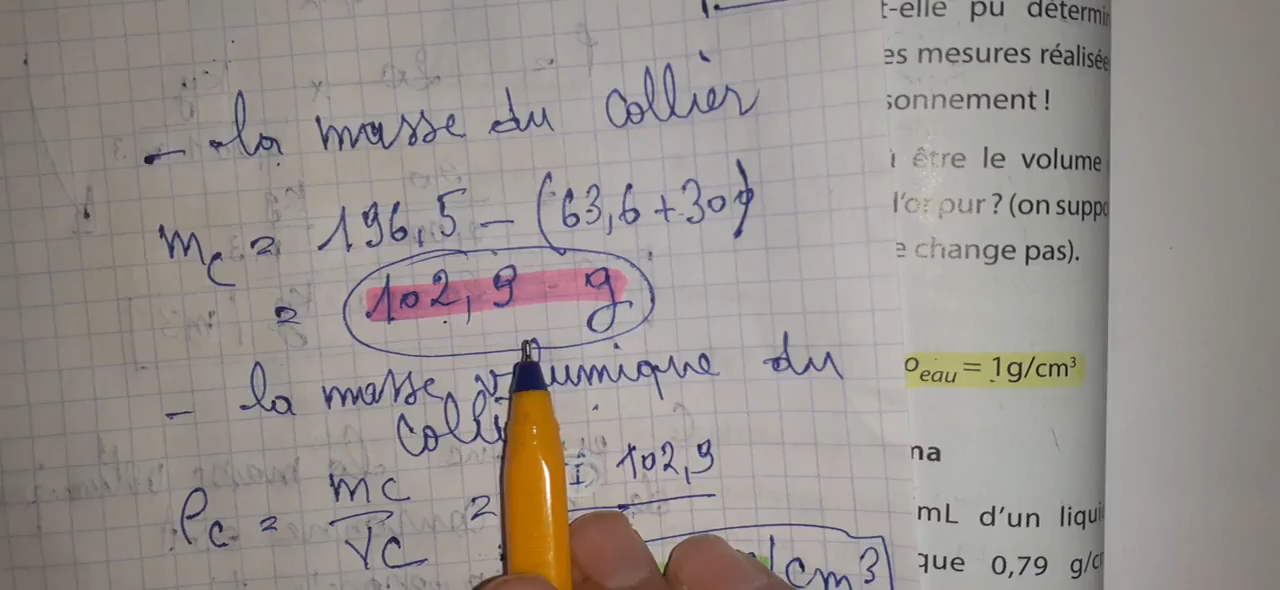 - la masse du collier
mc = 196,5 - (63,6 + 30)
= 102,9 g
- la masse volumique du
colli
ρc = mc / Vc = 102,9
/cm3
t-elle pu détermi
es mesures réalisée
sonnement !
être le volume
l'or pur ? (on suppo
e change pas).
ρeau = 1g/cm³
na
mL d'un liqui
que 0,79 g/c